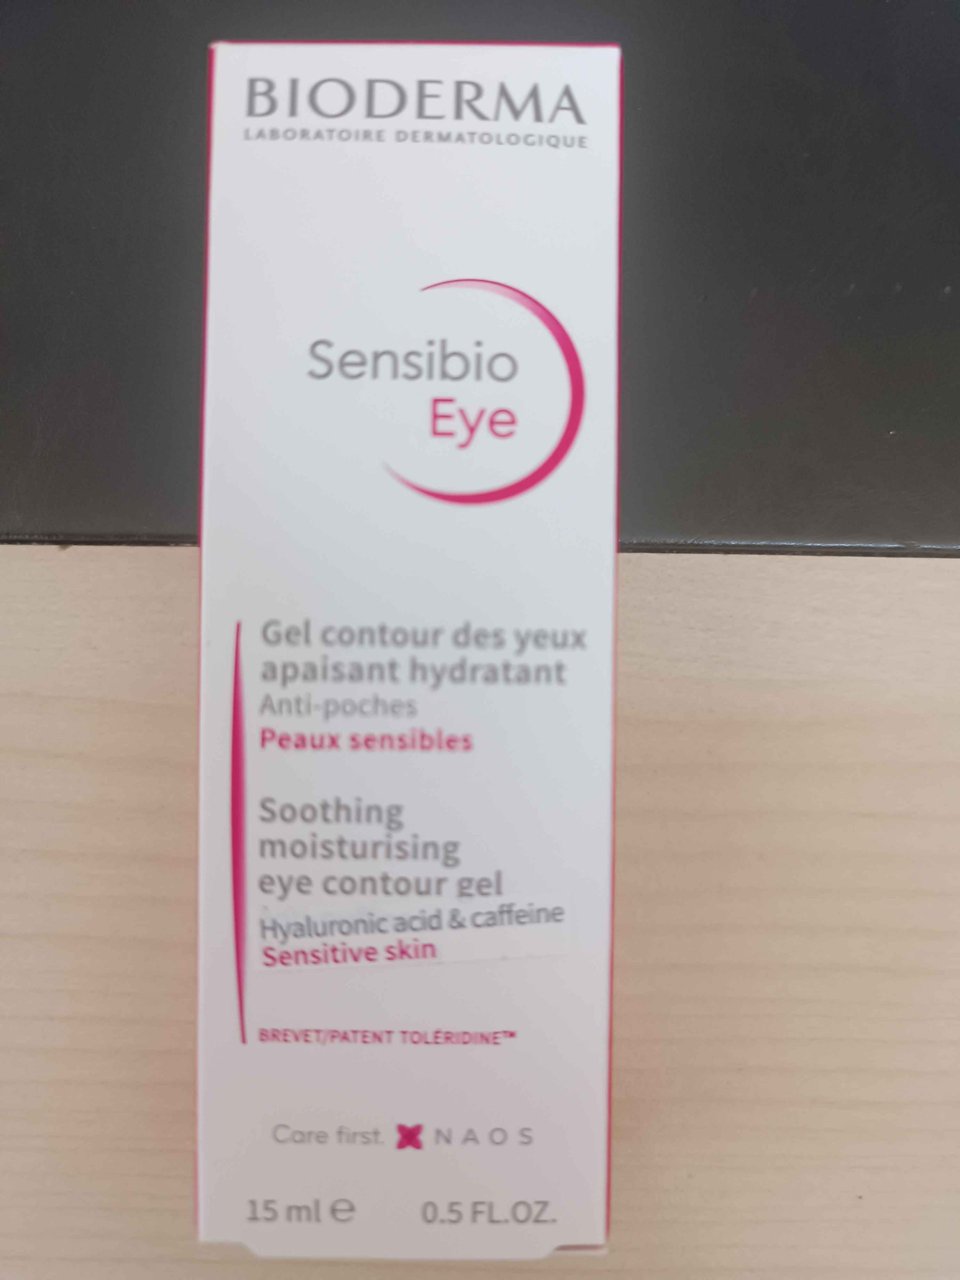 BIODERMA
LABORATOIRE DERMATOLOGIQUE
Sensibio
Eye
Gel contour des yeux
apaisant hydratant
Anti-poches
Peaux sensibles
Soothing
moisturising
eye contour gel
Hyaluronic acid & caffeine
Sensitive skin
BREVET/PATENT TOLÉRIDINE™
Care first. NAOS
15 ml ℮ 0.5 FL.OZ.